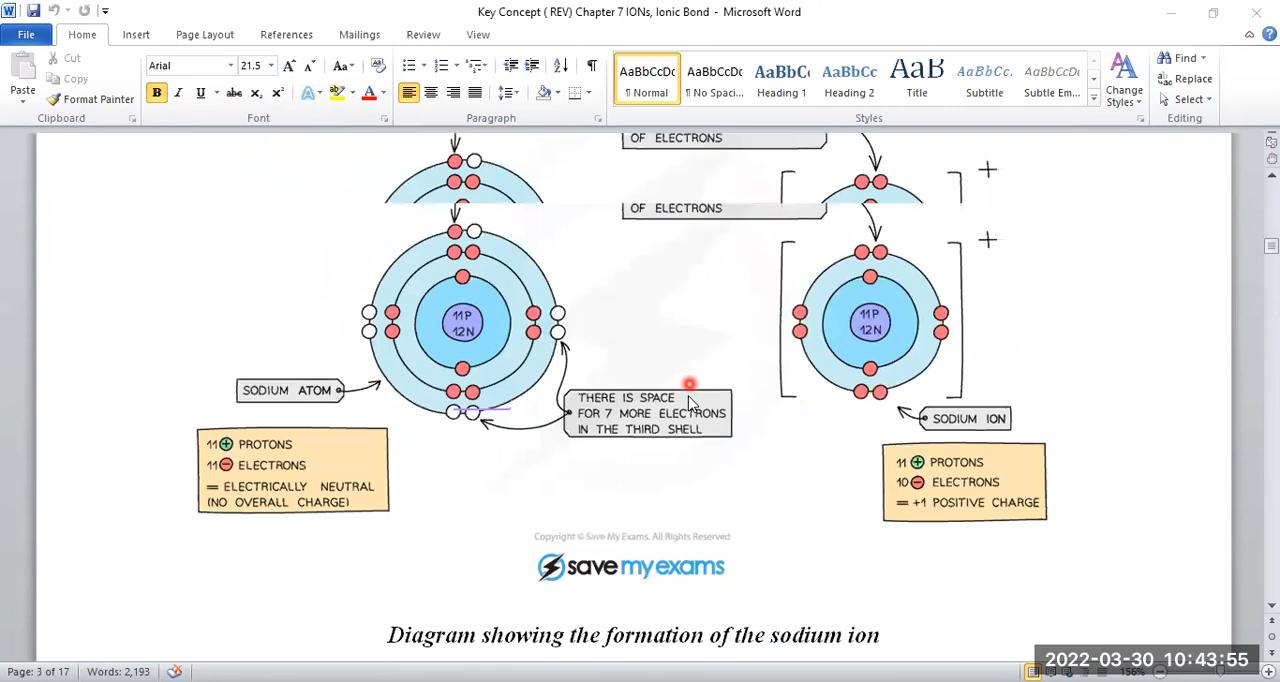 Key Concept ( REV) Chapter 7 IONs, Ionic Bond - Microsoft Word
File Home Insert Page Layout References Mailings Review View
Paste
Cut
Copy
Format Painter
Clipboard
Arial 21.5
Font
Paragraph
AaBbCcDc AaBbCcDc AaBbC AaBbCc AaB AaBbCc. AaBbCcDc
¶ Normal ¶ No Spaci... Heading 1 Heading 2 Title Subtitle Subtle Em...
Change
Styles
Styles
Find
Replace
Select
Editing
OF ELECTRONS
+
OF ELECTRONS
+
11P
12N
11P
12N
SODIUM ATOM
THERE IS SPACE
FOR 7 MORE ELECTRONS
IN THE THIRD SHELL
SODIUM ION
11 + PROTONS
11 - ELECTRONS
= ELECTRICALLY NEUTRAL
(NO OVERALL CHARGE)
11 + PROTONS
10 - ELECTRONS
= +1 POSITIVE CHARGE
Copyright © Save My Exams. All Rights Reserved
save my exams
Diagram showing the formation of the sodium ion
2022-03-30 10:43:55
Page: 3 of 17 Words: 2,193 156%